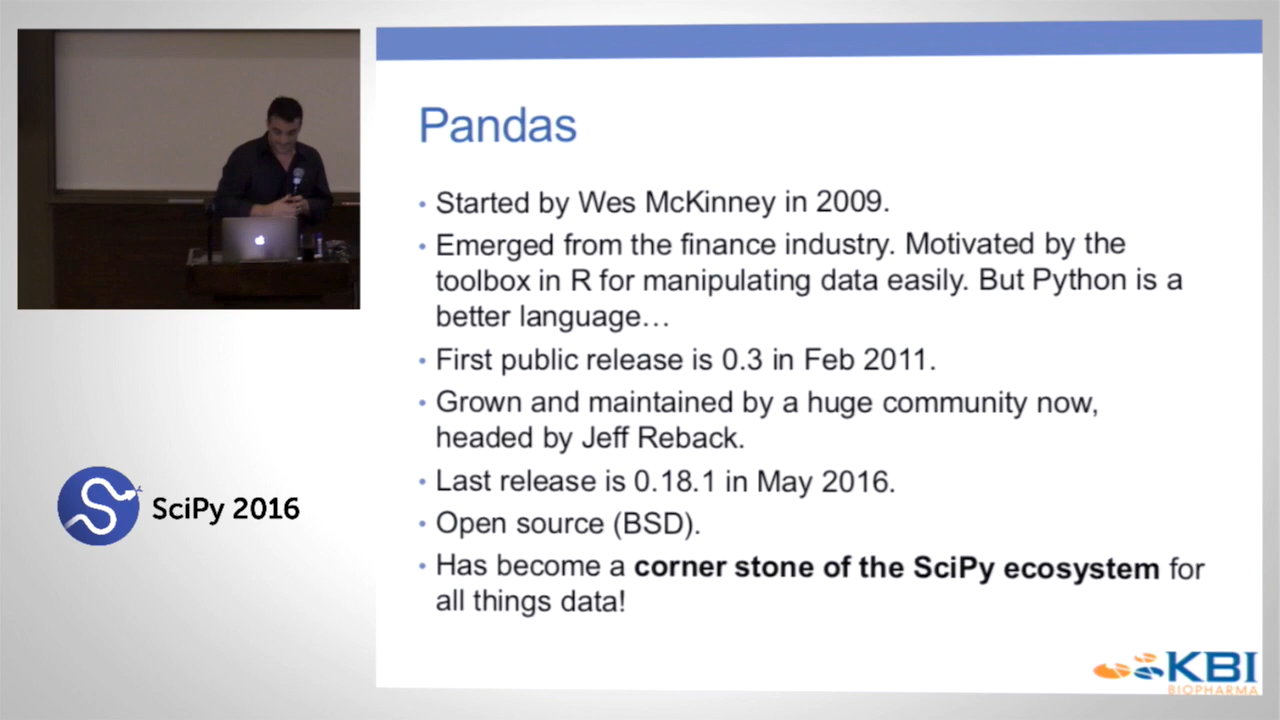 Pandas
• Started by Wes McKinney in 2009.
• Emerged from the finance industry. Motivated by the
toolbox in R for manipulating data easily. But Python is a
better language…
• First public release is 0.3 in Feb 2011.
• Grown and maintained by a huge community now,
headed by Jeff Reback.
• Last release is 0.18.1 in May 2016.
• Open source (BSD).
• Has become a corner stone of the SciPy ecosystem for
all things data!
SciPy 2016
KBI
BIOPHARMA